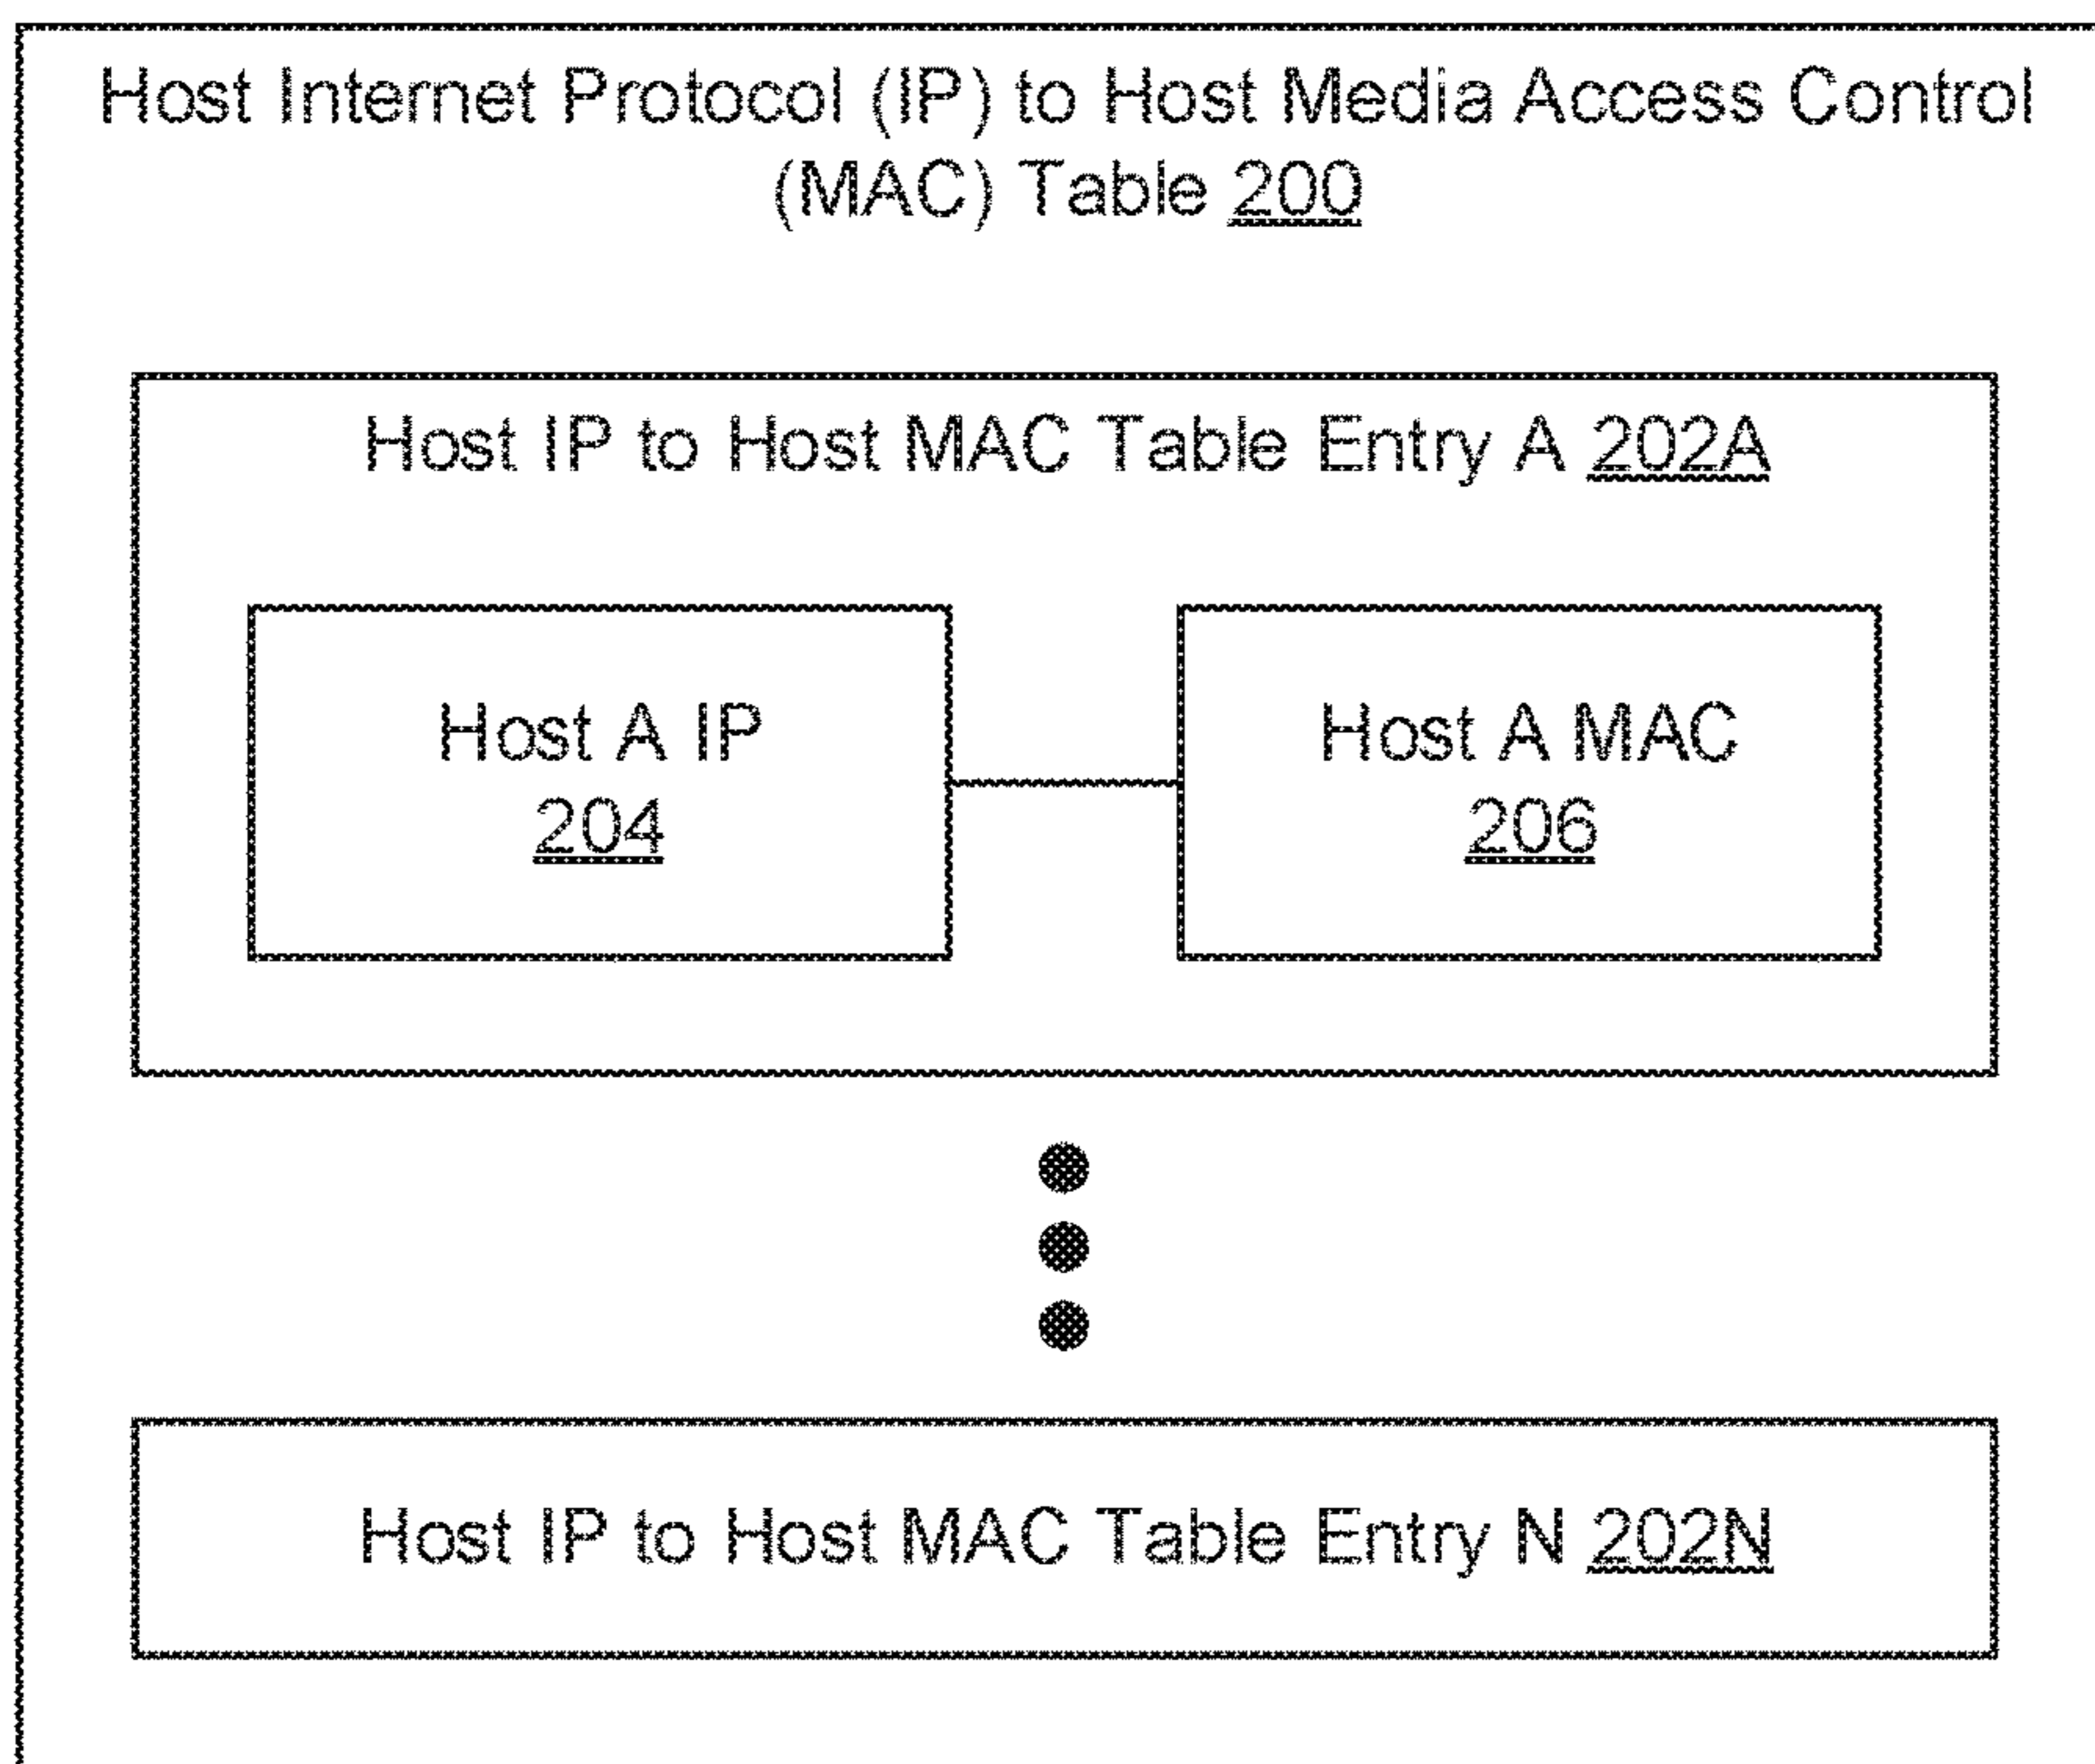 Host Internet Protocol (IP) to Host Media Access Control
(MAC) Table 200
Host IP to Host MAC Table Entry A 202A
Host A IP
204
Host A MAC
206
Host IP to Host MAC Table Entry N 202N